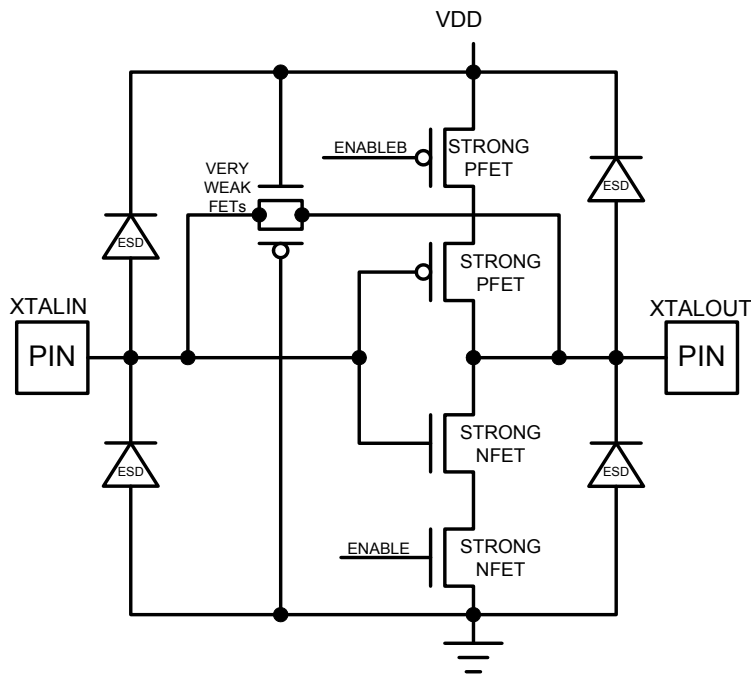 VDD
ENABLEB
STRONG
PFET
VERY
WEAK
FETs
ESD
ESD
STRONG
PFET
XTALIN
XTALOUT
PIN
PIN
STRONG
NFET
ESD
ESD
ENABLE
STRONG
NFET